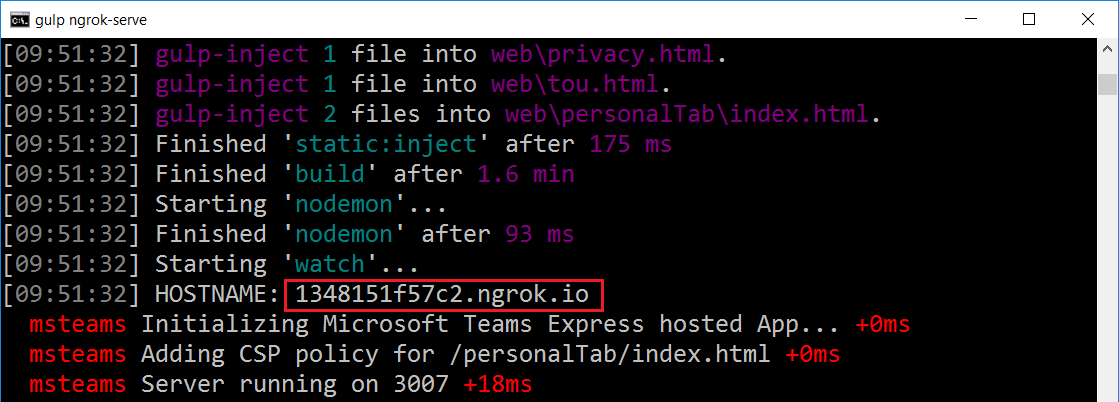 gulp ngrok-serve
[09:51:32] gulp-inject 1 file into web\privacy.html.
[09:51:32] gulp-inject 1 file into web\tou.html.
[09:51:32] gulp-inject 2 files into web\personalTab\index.html.
[09:51:32] Finished 'static:inject' after 175 ms
[09:51:32] Finished 'build' after 1.6 min
[09:51:32] Starting 'nodemon'...
[09:51:32] Finished 'nodemon' after 93 ms
[09:51:32] Starting 'watch'...
[09:51:32] HOSTNAME: 1348151f57c2.ngrok.io
msteams Initializing Microsoft Teams Express hosted App... +0ms
msteams Adding CSP policy for /personalTab/index.html +0ms
msteams Server running on 3007 +18ms